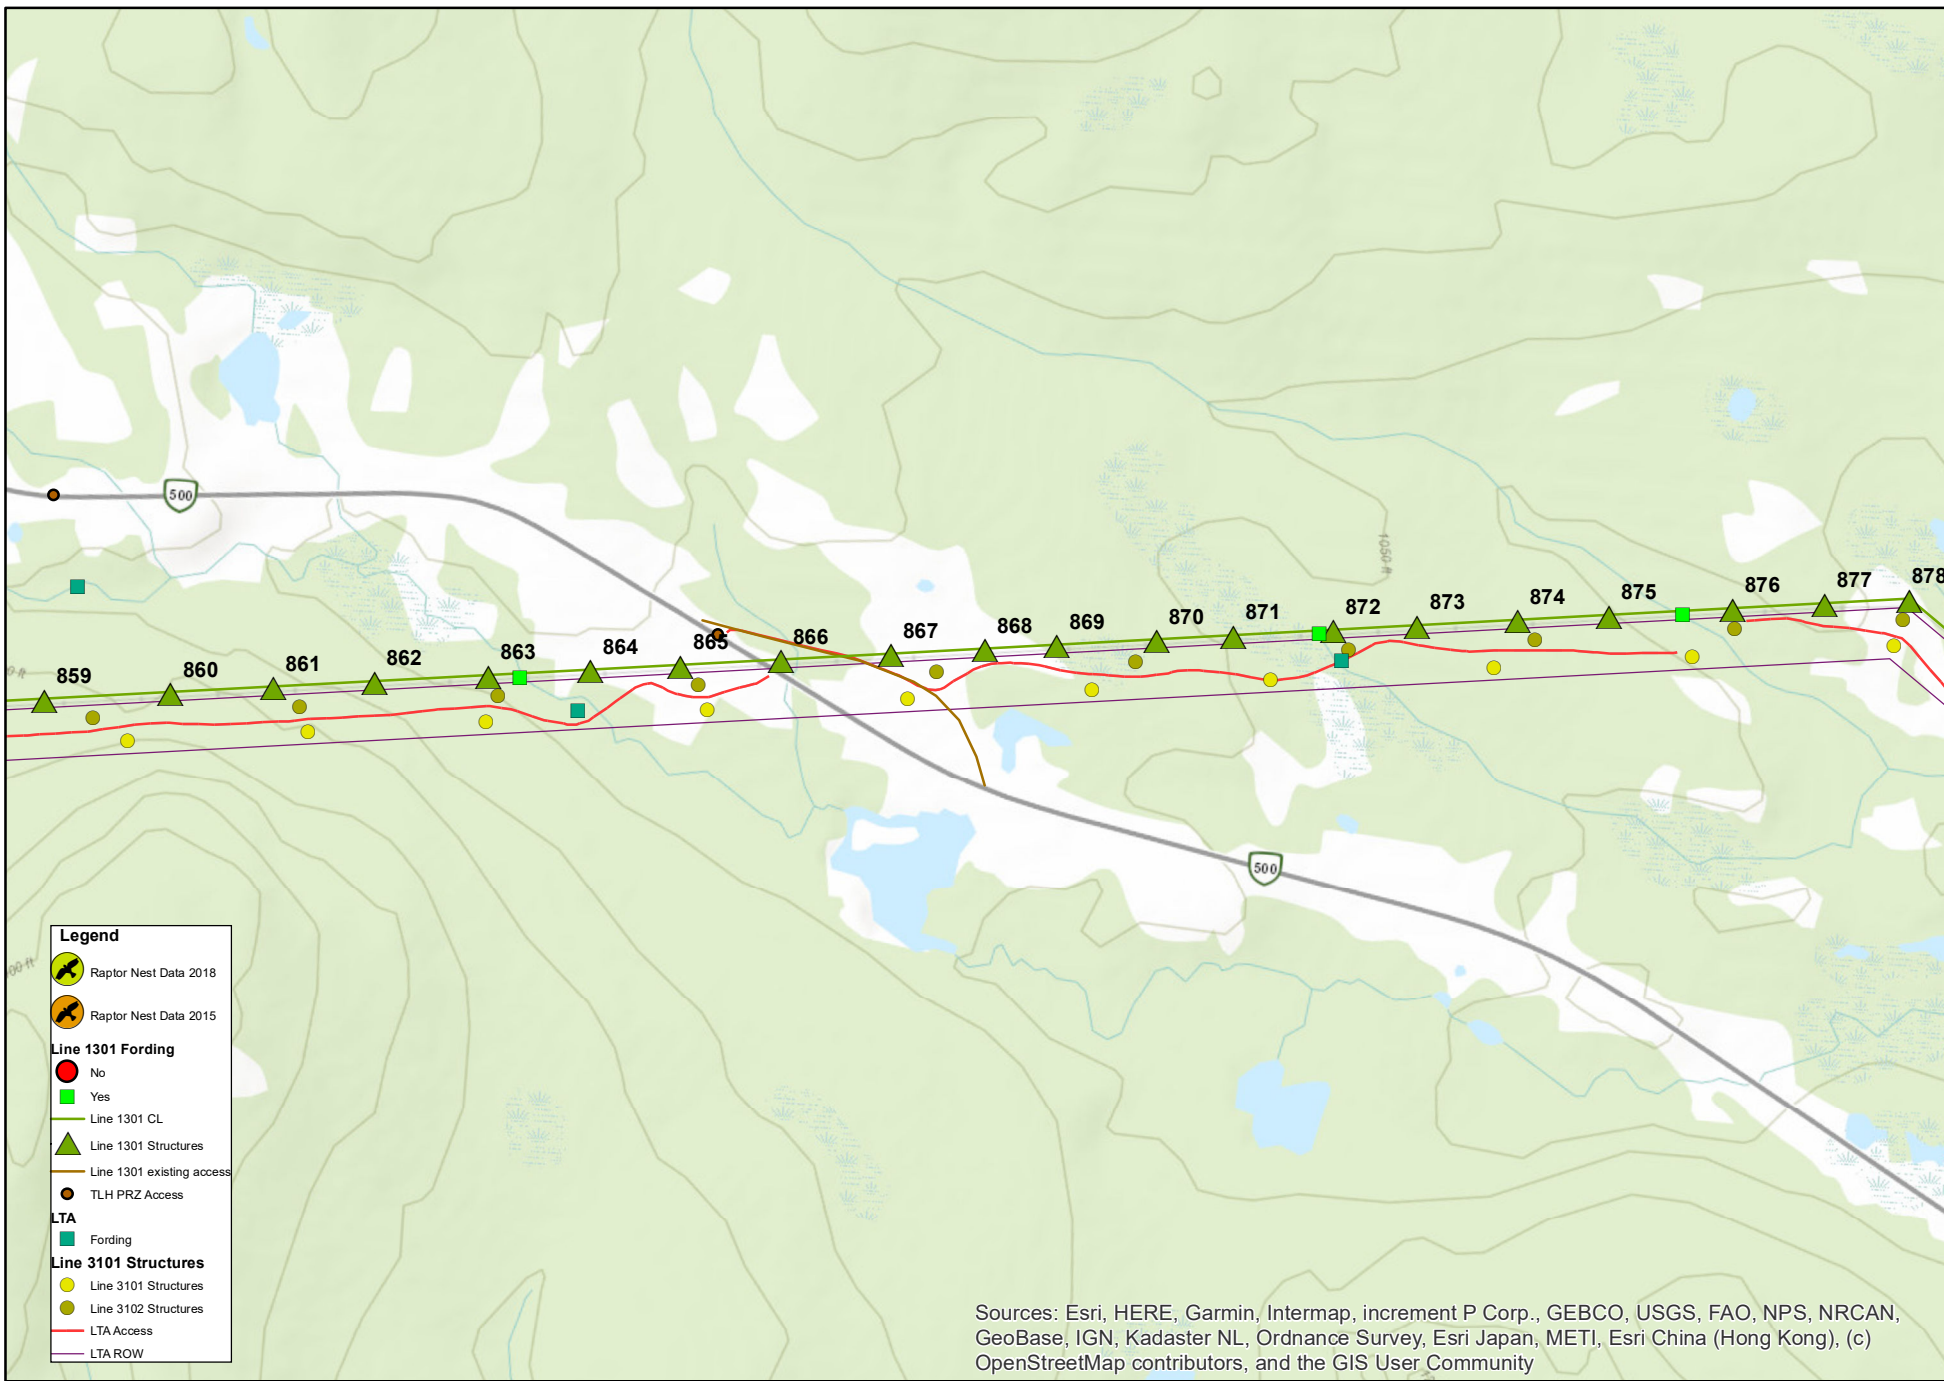 1050 ft
500
859
860
861
862
863
864
865
866
867
868
869
870
871
872
873
874
875
876
877
878
500
Legend
Raptor Nest Data 2018
Raptor Nest Data 2015
Line 1301 Fording
No
Yes
Line 1301 CL
Line 1301 Structures
Line 1301 existing access
TLH PRZ Access
LTA
Fording
Line 3101 Structures
Line 3101 Structures
Line 3102 Structures
LTA Access
LTA ROW
Sources: Esri, HERE, Garmin, Intermap, increment P Corp., GEBCO, USGS, FAO, NPS, NRCAN,
GeoBase, IGN, Kadaster NL, Ordnance Survey, Esri Japan, METI, Esri China (Hong Kong), (c)
OpenStreetMap contributors, and the GIS User Community